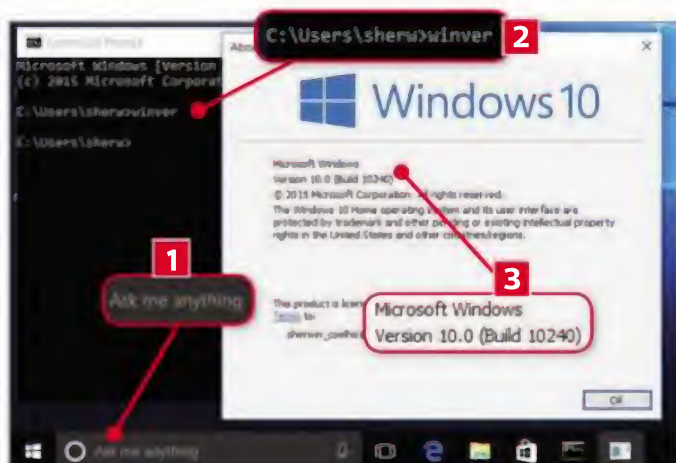 C:\Users\sherw>winver
2
Command Prompt
Abo
Microsoft Windows [Version
(c) 2015 Microsoft Corporat
C:\Users\sherw>winver
C:\Users\sherw>
Windows 10
Microsoft Windows
Version 10.0 (Build 10240)
© 2015 Microsoft Corporation. All rights reserved.
The Windows 10 Home operating system and its user interface are
protected by trademark and other pending or existing intellectual property
rights in the United States and other countries/regions.
1
Ask me anything
3
This product is licen
Terms to:
Microsoft Windows
Version 10.0 (Build 10240)
OK
Ask me anything